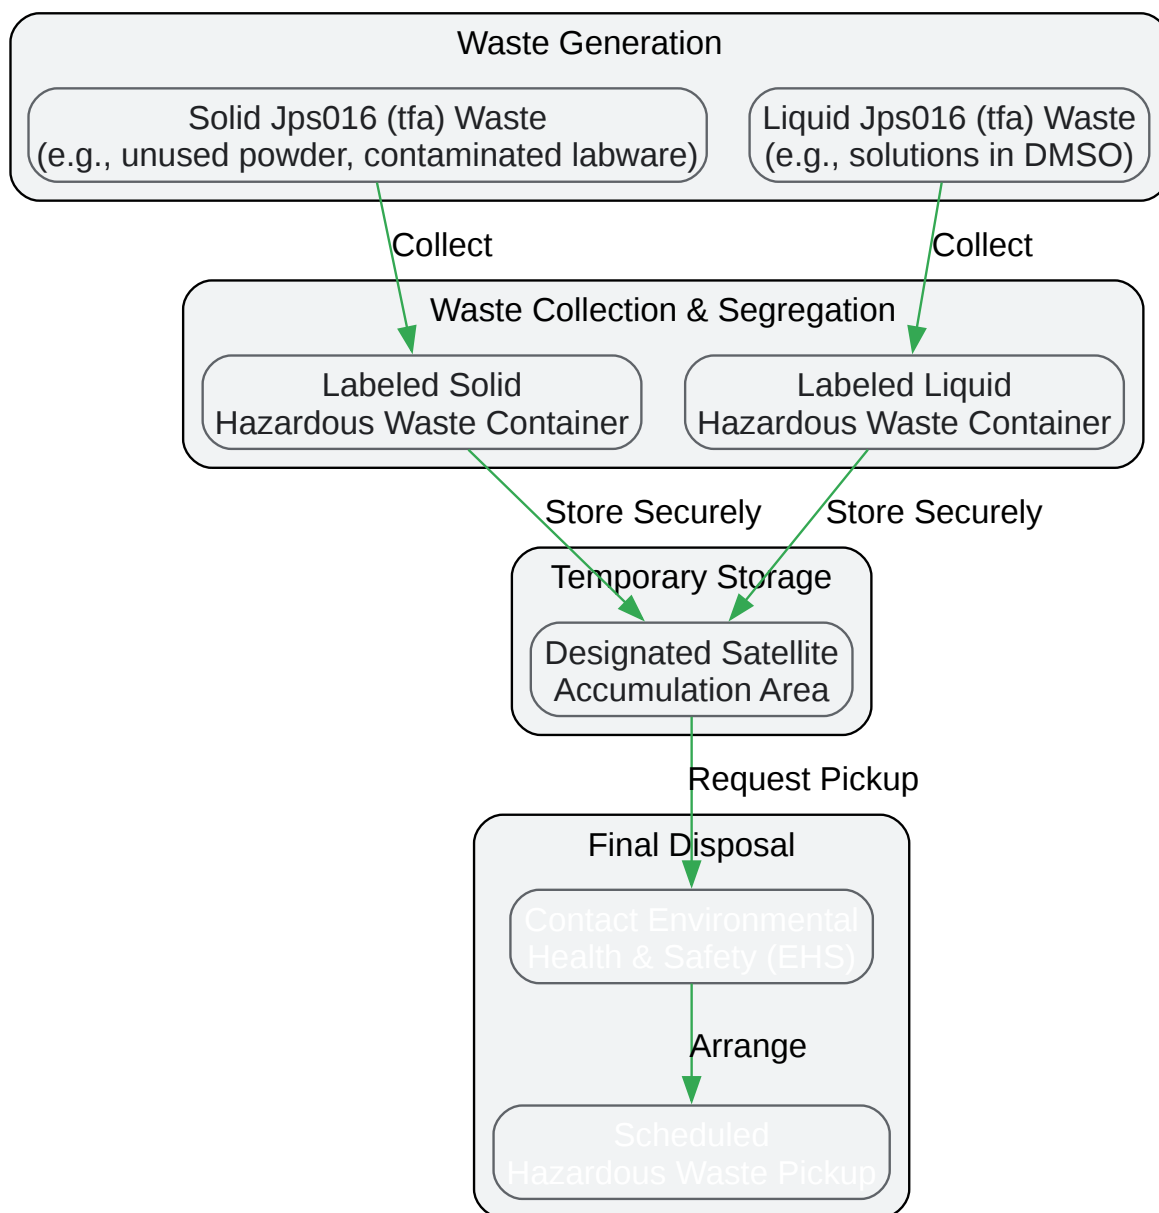 Waste Generation
Solid Jps016 (tfa) Waste
(e.g., unused powder, contaminated labware)
Liquid Jps016 (tfa) Waste
(e.g., solutions in DMSO)
Collect
Collect
Waste Collection & Segregation
Labeled Solid
Hazardous Waste Container
Labeled Liquid
Hazardous Waste Container
Store Securely
Store Securely
Temporary Storage
Designated Satellite
Accumulation Area
Request Pickup
Final Disposal
Contact Environmental
Health & Safety (EHS)
Arrange
Scheduled
Hazardous Waste Pickup